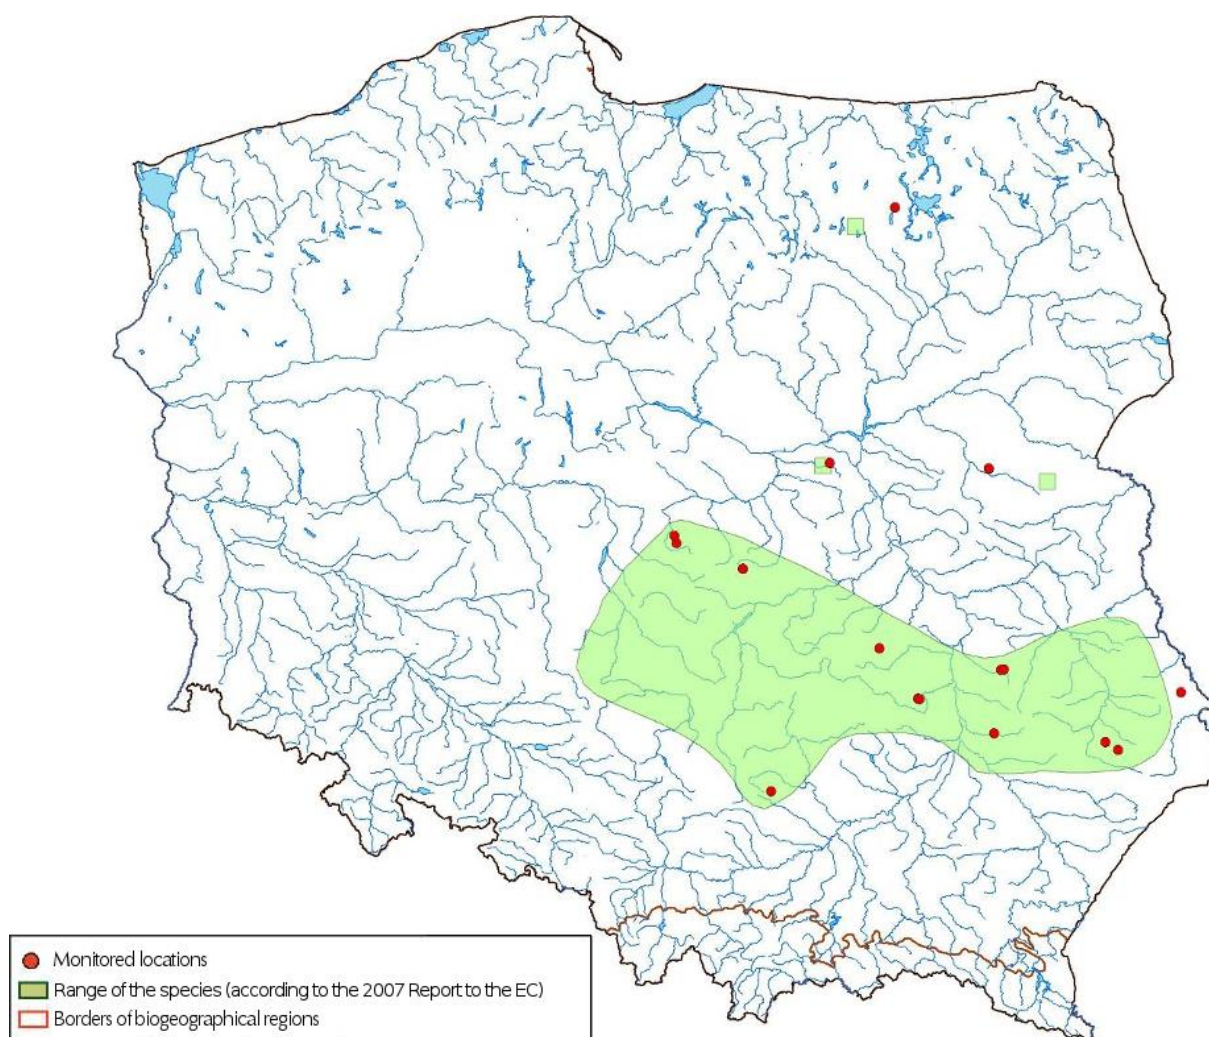 Monitored locations
Range of the species (according to the 2007 Report to the EC)
Borders of biogeographical regions